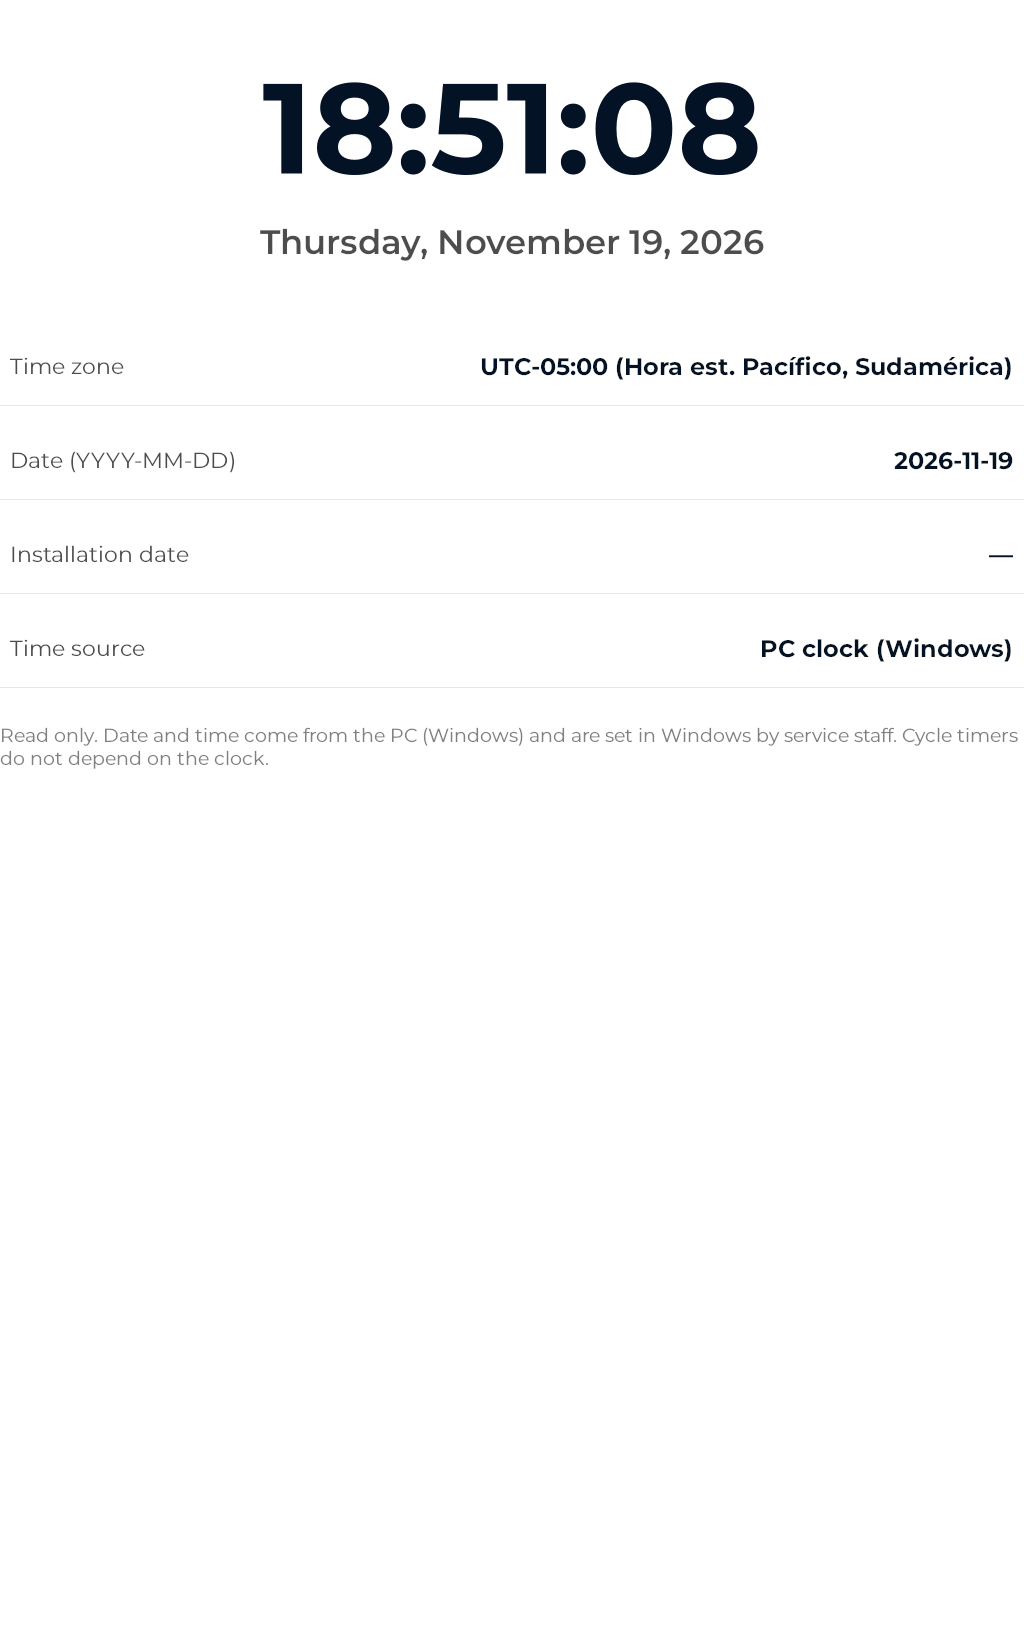 18:51:08
Thursday, November 19, 2026
Time zone UTC-05:00 (Hora est. Pacífico, Sudamérica)
Date (YYYY-MM-DD) 2026-11-19
Installation date —
Time source PC clock (Windows)
Read only. Date and time come from the PC (Windows) and are set in Windows by service staff. Cycle timers
do not depend on the clock.